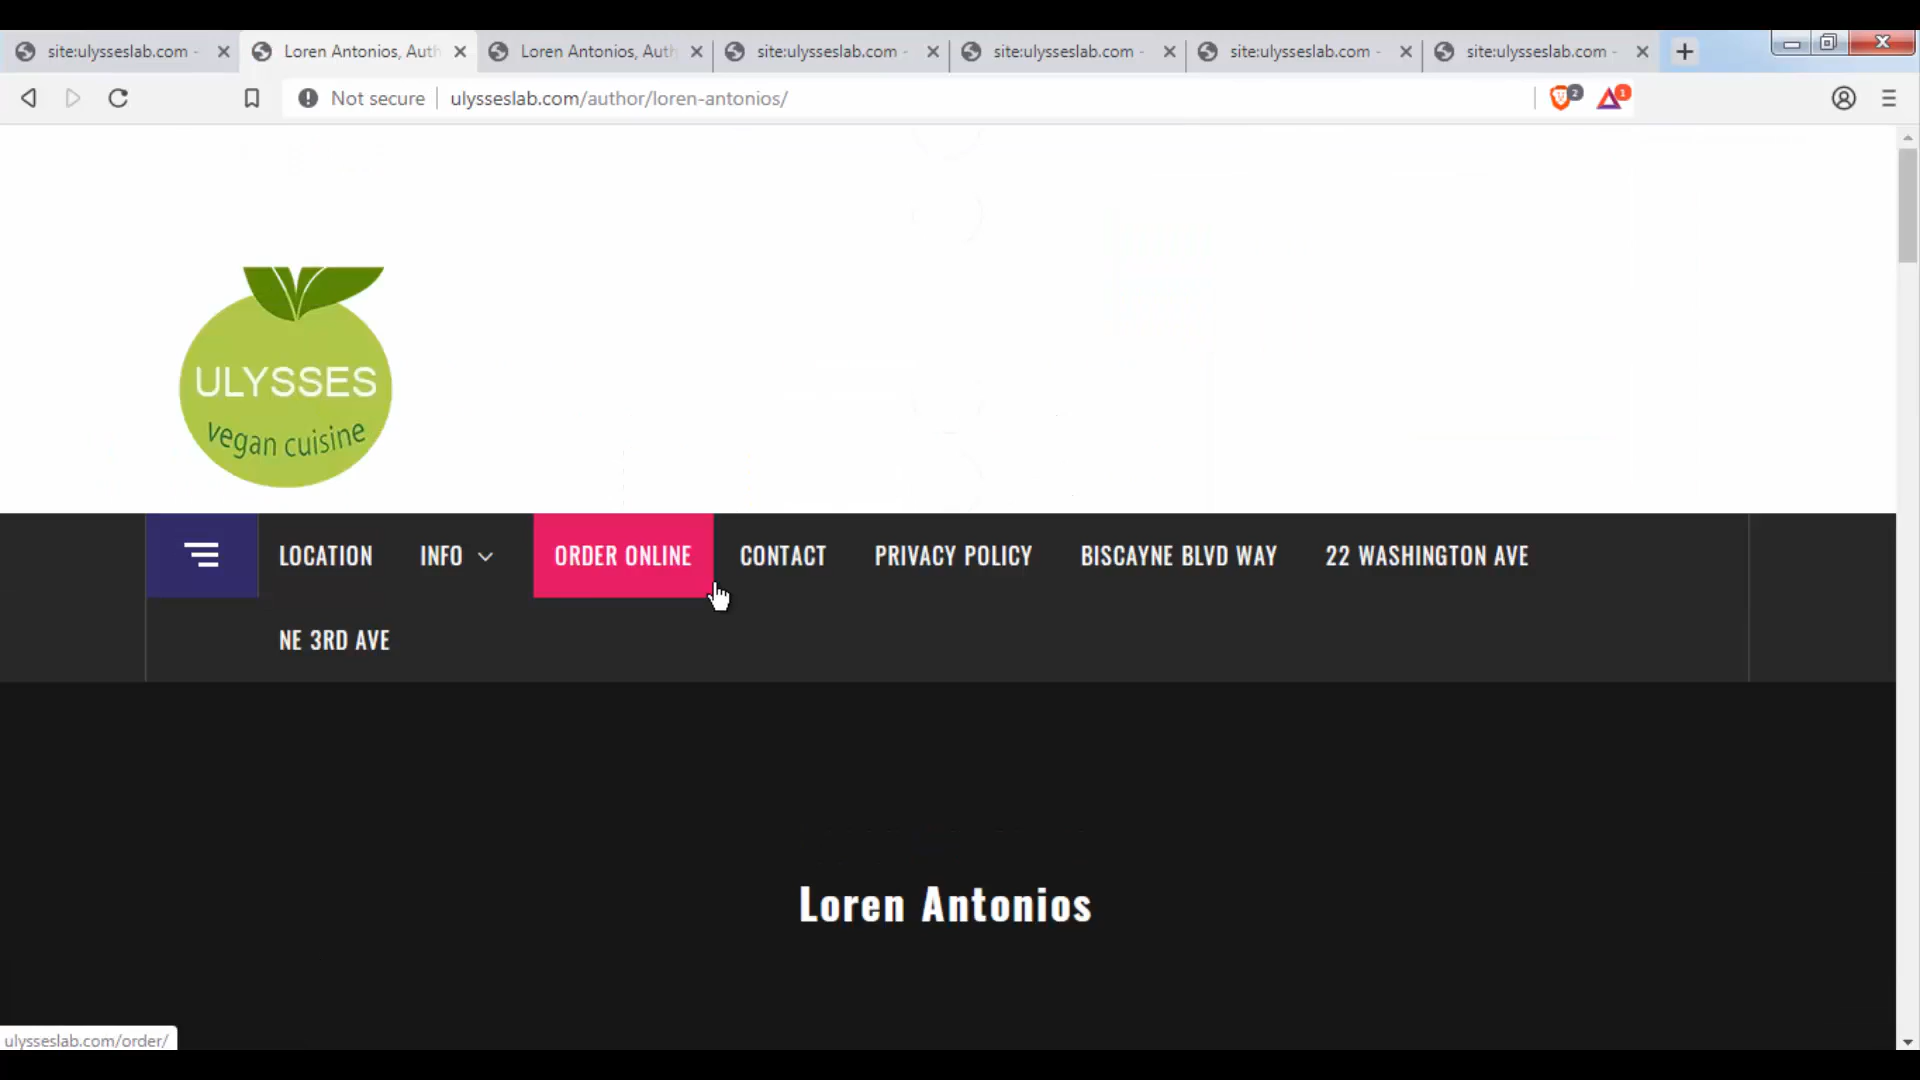 site:ulysseslab.com -
Loren Antonios, Auth
Loren Antonios, Auth
site:ulysseslab.com -
site:ulysseslab.com -
site:ulysseslab.com -
site:ulysseslab.com -
Not secure
ulysseslab.com/author/loren-antonios/
2
1
ULYSSES
vegan cuisine
LOCATION
INFO
ORDER ONLINE
CONTACT
PRIVACY POLICY
BISCAYNE BLVD WAY
22 WASHINGTON AVE
NE 3RD AVE
Loren Antonios
ulysseslab.com/order/